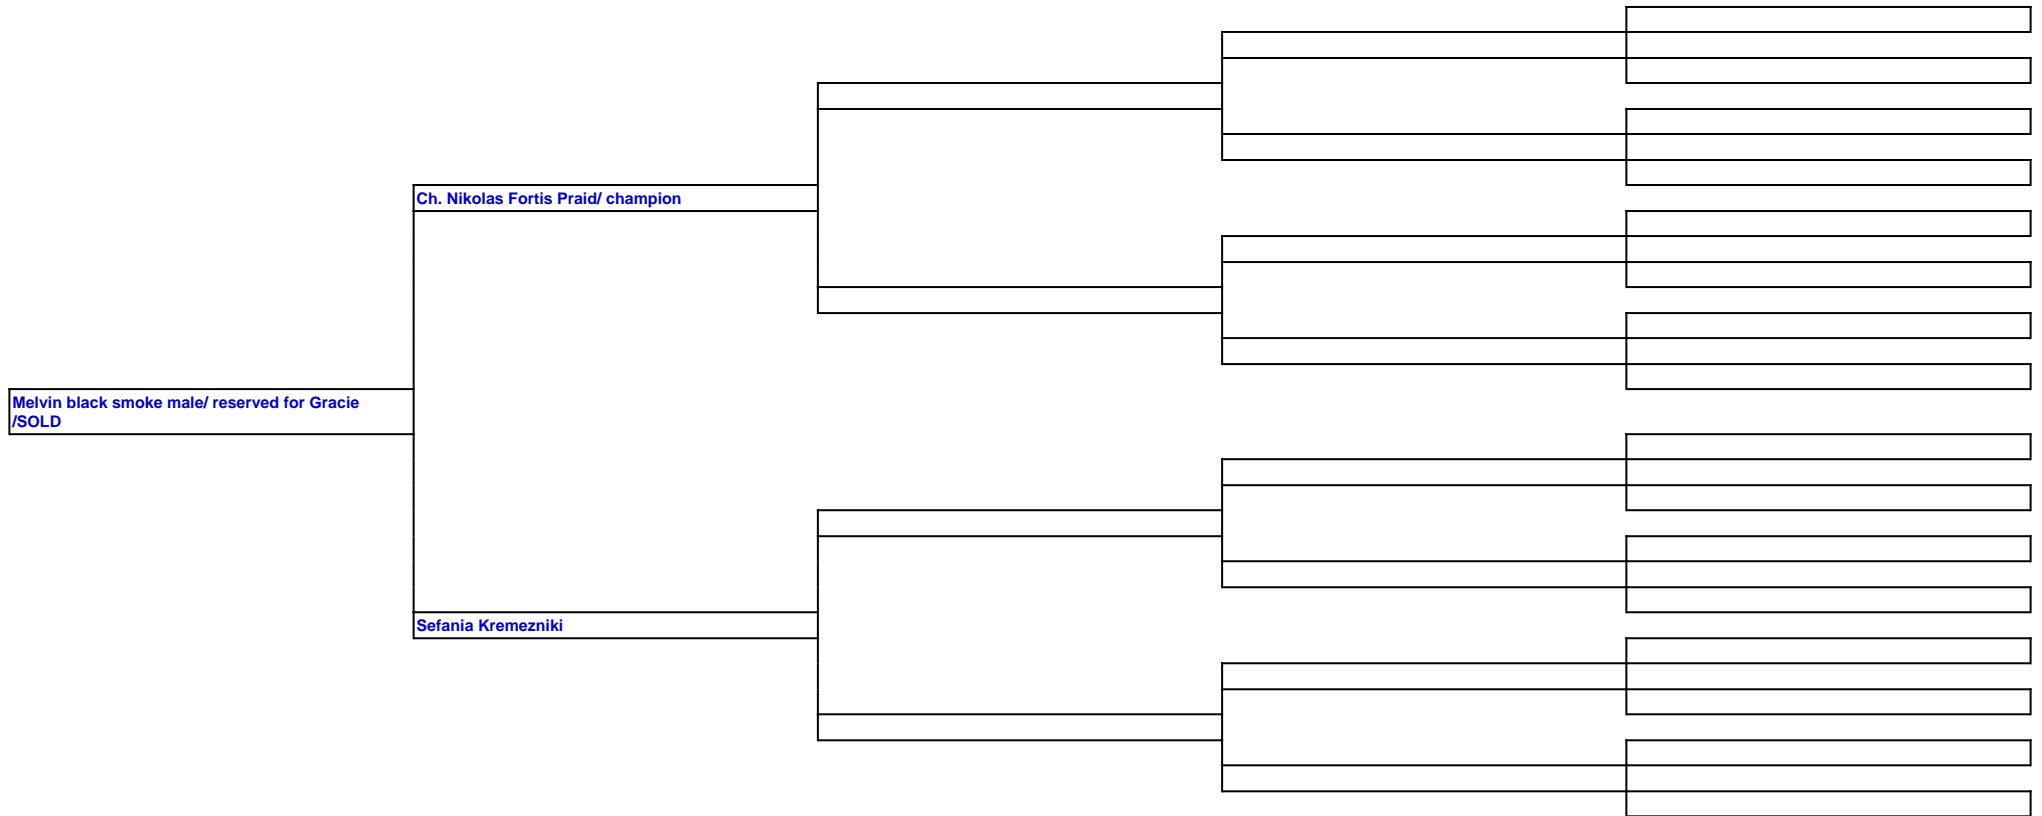 Ch. Nikolas Fortis Praid/ champion
Melvin black smoke male/ reserved for Gracie
/SOLD
Sefania Kremezniki